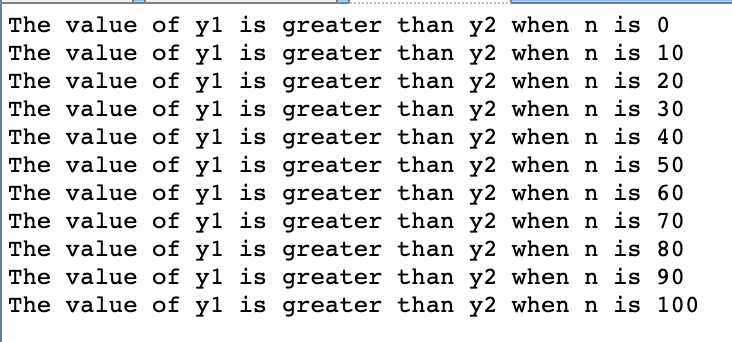 The value of y1 is greater than y2 when n is 0
The value of y1 is greater than y2 when n is 10
The value of y1 is greater than y2 when n is 20
The value of y1 is greater than y2 when n is 30
The value of y1 is greater than y2 when n is 40
The value of y1 is greater than y2 when n is 50
The value of y1 is greater than y2 when n is 60
The value of y1 is greater than y2 when n is 70
The value of y1 is greater than y2 when n is 80
The value of y1 is greater than y2 when n is 90
The value of y1 is greater than y2 when n is 100